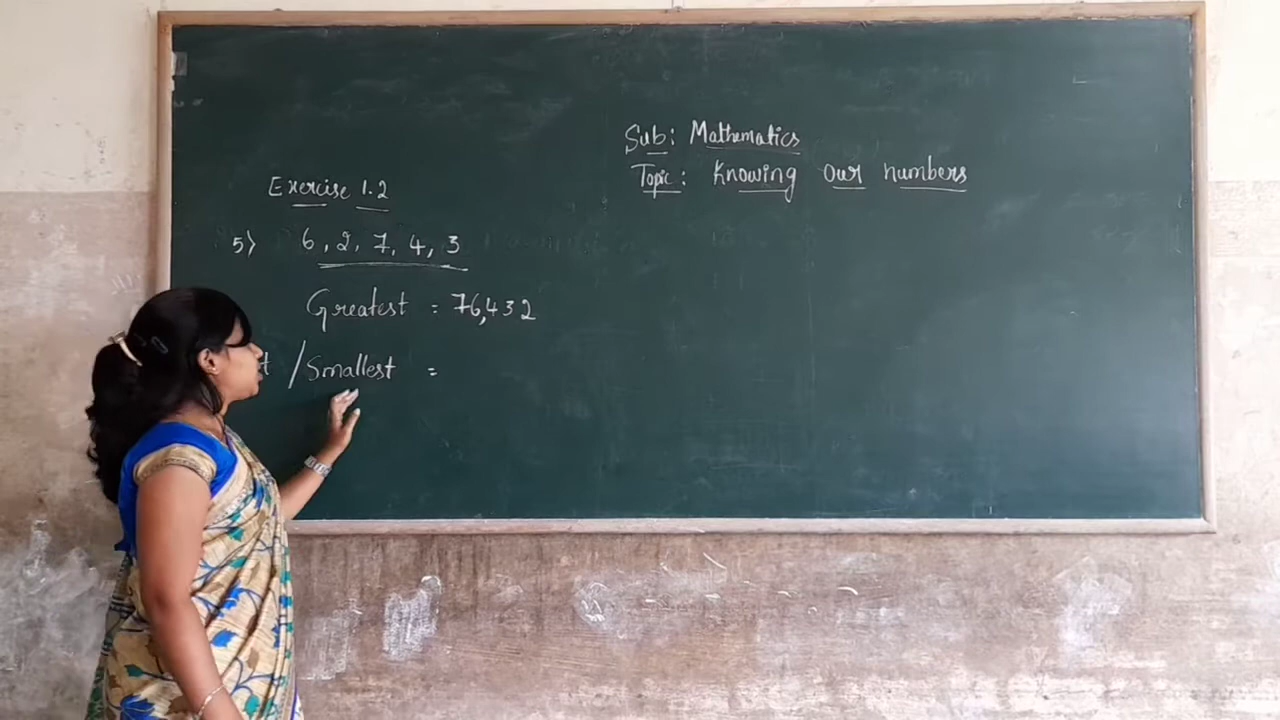 Sub: Mathematics
Topic: Knowing Our numbers
Exercise 1.2
5) 6, 2, 7, 4, 3
Greatest = 76,432
/Smallest =